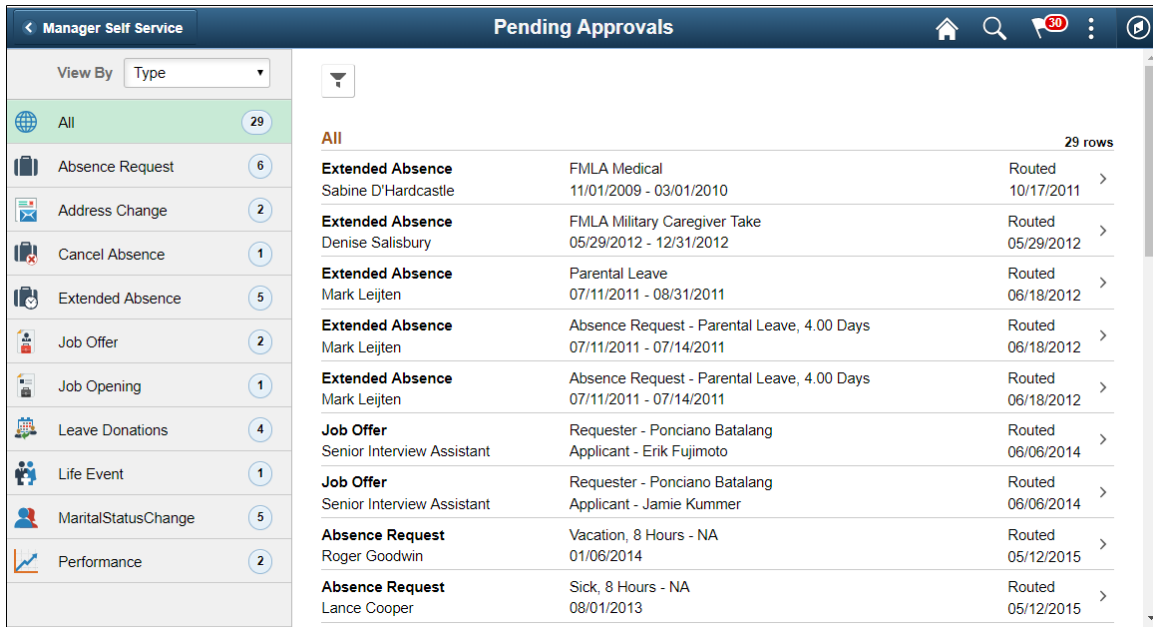 Manager Self Service
Pending Approvals
30
View By Type
All 29
Absence Request 6
Address Change 2
Cancel Absence 1
Extended Absence 5
Job Offer 2
Job Opening 1
Leave Donations 4
Life Event 1
MaritalStatusChange 5
Performance 2
All 29 rows
Extended Absence FMLA Medical Routed
Sabine D'Hardcastle 11/01/2009 - 03/01/2010 10/17/2011
Extended Absence FMLA Military Caregiver Take Routed
Denise Salisbury 05/29/2012 - 12/31/2012 05/29/2012
Extended Absence Parental Leave Routed
Mark Leijten 07/11/2011 - 08/31/2011 06/18/2012
Extended Absence Absence Request - Parental Leave, 4.00 Days Routed
Mark Leijten 07/11/2011 - 07/14/2011 06/18/2012
Extended Absence Absence Request - Parental Leave, 4.00 Days Routed
Mark Leijten 07/11/2011 - 07/14/2011 06/18/2012
Job Offer Requester - Ponciano Batalang Routed
Senior Interview Assistant Applicant - Erik Fujimoto 06/06/2014
Job Offer Requester - Ponciano Batalang Routed
Senior Interview Assistant Applicant - Jamie Kummer 06/06/2014
Absence Request Vacation, 8 Hours - NA Routed
Roger Goodwin 01/06/2014 05/12/2015
Absence Request Sick, 8 Hours - NA Routed
Lance Cooper 08/01/2013 05/12/2015